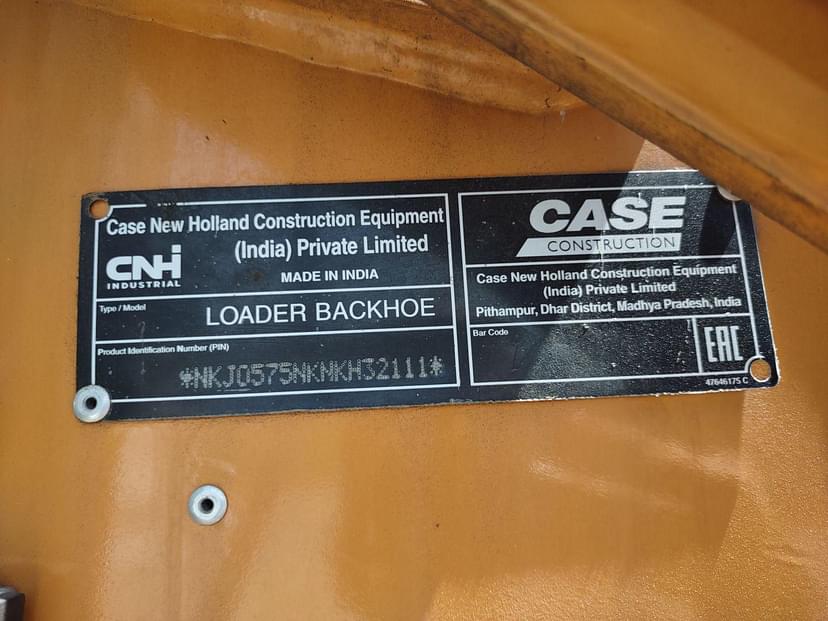 Case New Holland Construction Equipment
(India) Private Limited
CNH
INDUSTRIAL
MADE IN INDIA
Type / Model
LOADER BACKHOE
Product Identification Number (PIN)
*NKJ0575NKNKH32111*
CASE
CONSTRUCTION
Case New Holland Construction Equipment
(India) Private Limited
Pithampur, Dhar District, Madhya Pradesh, India
Bar Code
EAC
47646175 C